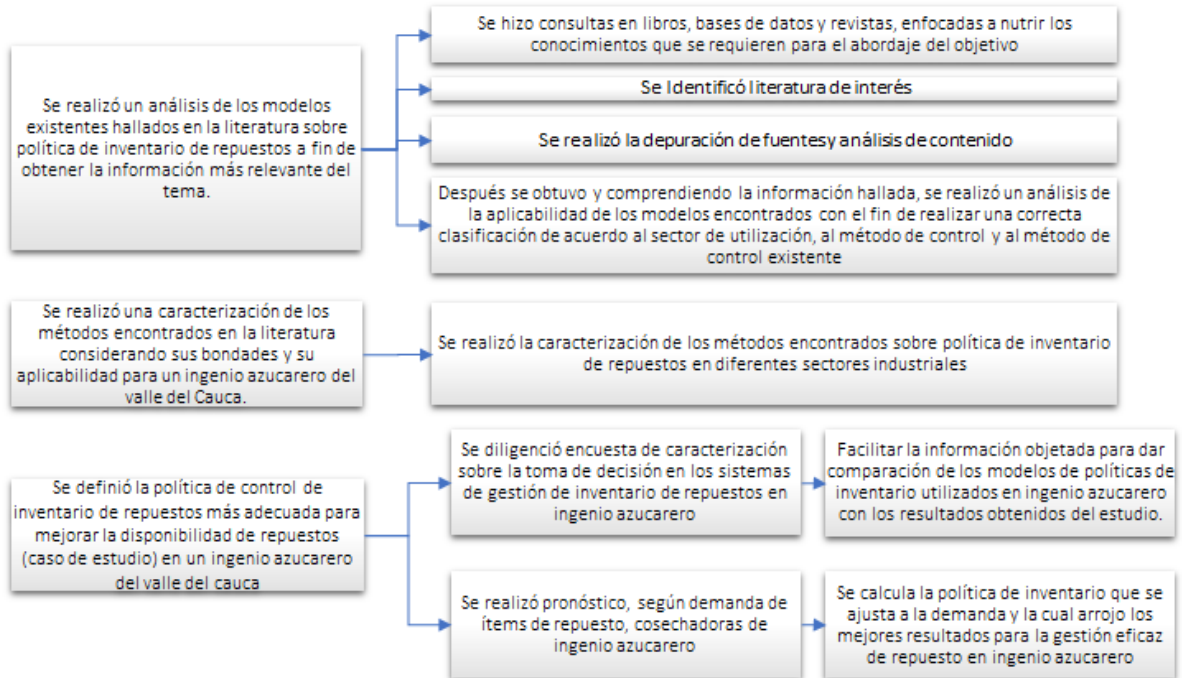 Se realizó un análisis de los modelos
existentes hallados en la literatura sobre
política de inventario de repuestos a fin de
obtener la información más relevante del
tema.
Se hizo consultas en libros, bases de datos y revistas, enfocadas a nutrir los
conocimientos que se requieren para el abordaje del objetivo
Se Identificó literatura de interés
Se realizó la depuración de fuentesy análisis de contenido
Después se obtuvo y comprendiendo la información hallada, se realizó un análisis de
la aplicabilidad de los modelos encontrados con el fin de realizar una correcta
clasificación de acuerdo al sector de utilización, al método de control y al método de
control existente
Se realizó una caracterización de los
métodos encontrados en la literatura
considerando sus bondades y su
aplicabilidad para un ingenio azucarero del
valle del Cauca.
Se realizó la caracterización de los métodos encontrados sobre política de inventario
de repuestos en diferentes sectores industriales
Se definió la política de control de
inventario de repuestos más adecuada para
mejorar la disponibilidad de repuestos
(caso de estudio) en un ingenio azucarero
del valle del cauca
Se diligenció encuesta de caracterización
sobre la toma de decisión en los sistemas
de gestión de inventario de repuestos en
ingenio azucarero
Facilitar la información objetada para dar
comparación de los modelos de políticas de
inventario utilizados en ingenio azucarero
con los resultados obtenidos del estudio.
Se realizó pronóstico, según demanda de
ítems de repuesto, cosechadoras de
ingenio azucarero
Se calcula la política de inventario que se
ajusta a la demanda y la cual arrojo los
mejores resultados para la gestión eficaz
de repuesto en ingenio azucarero